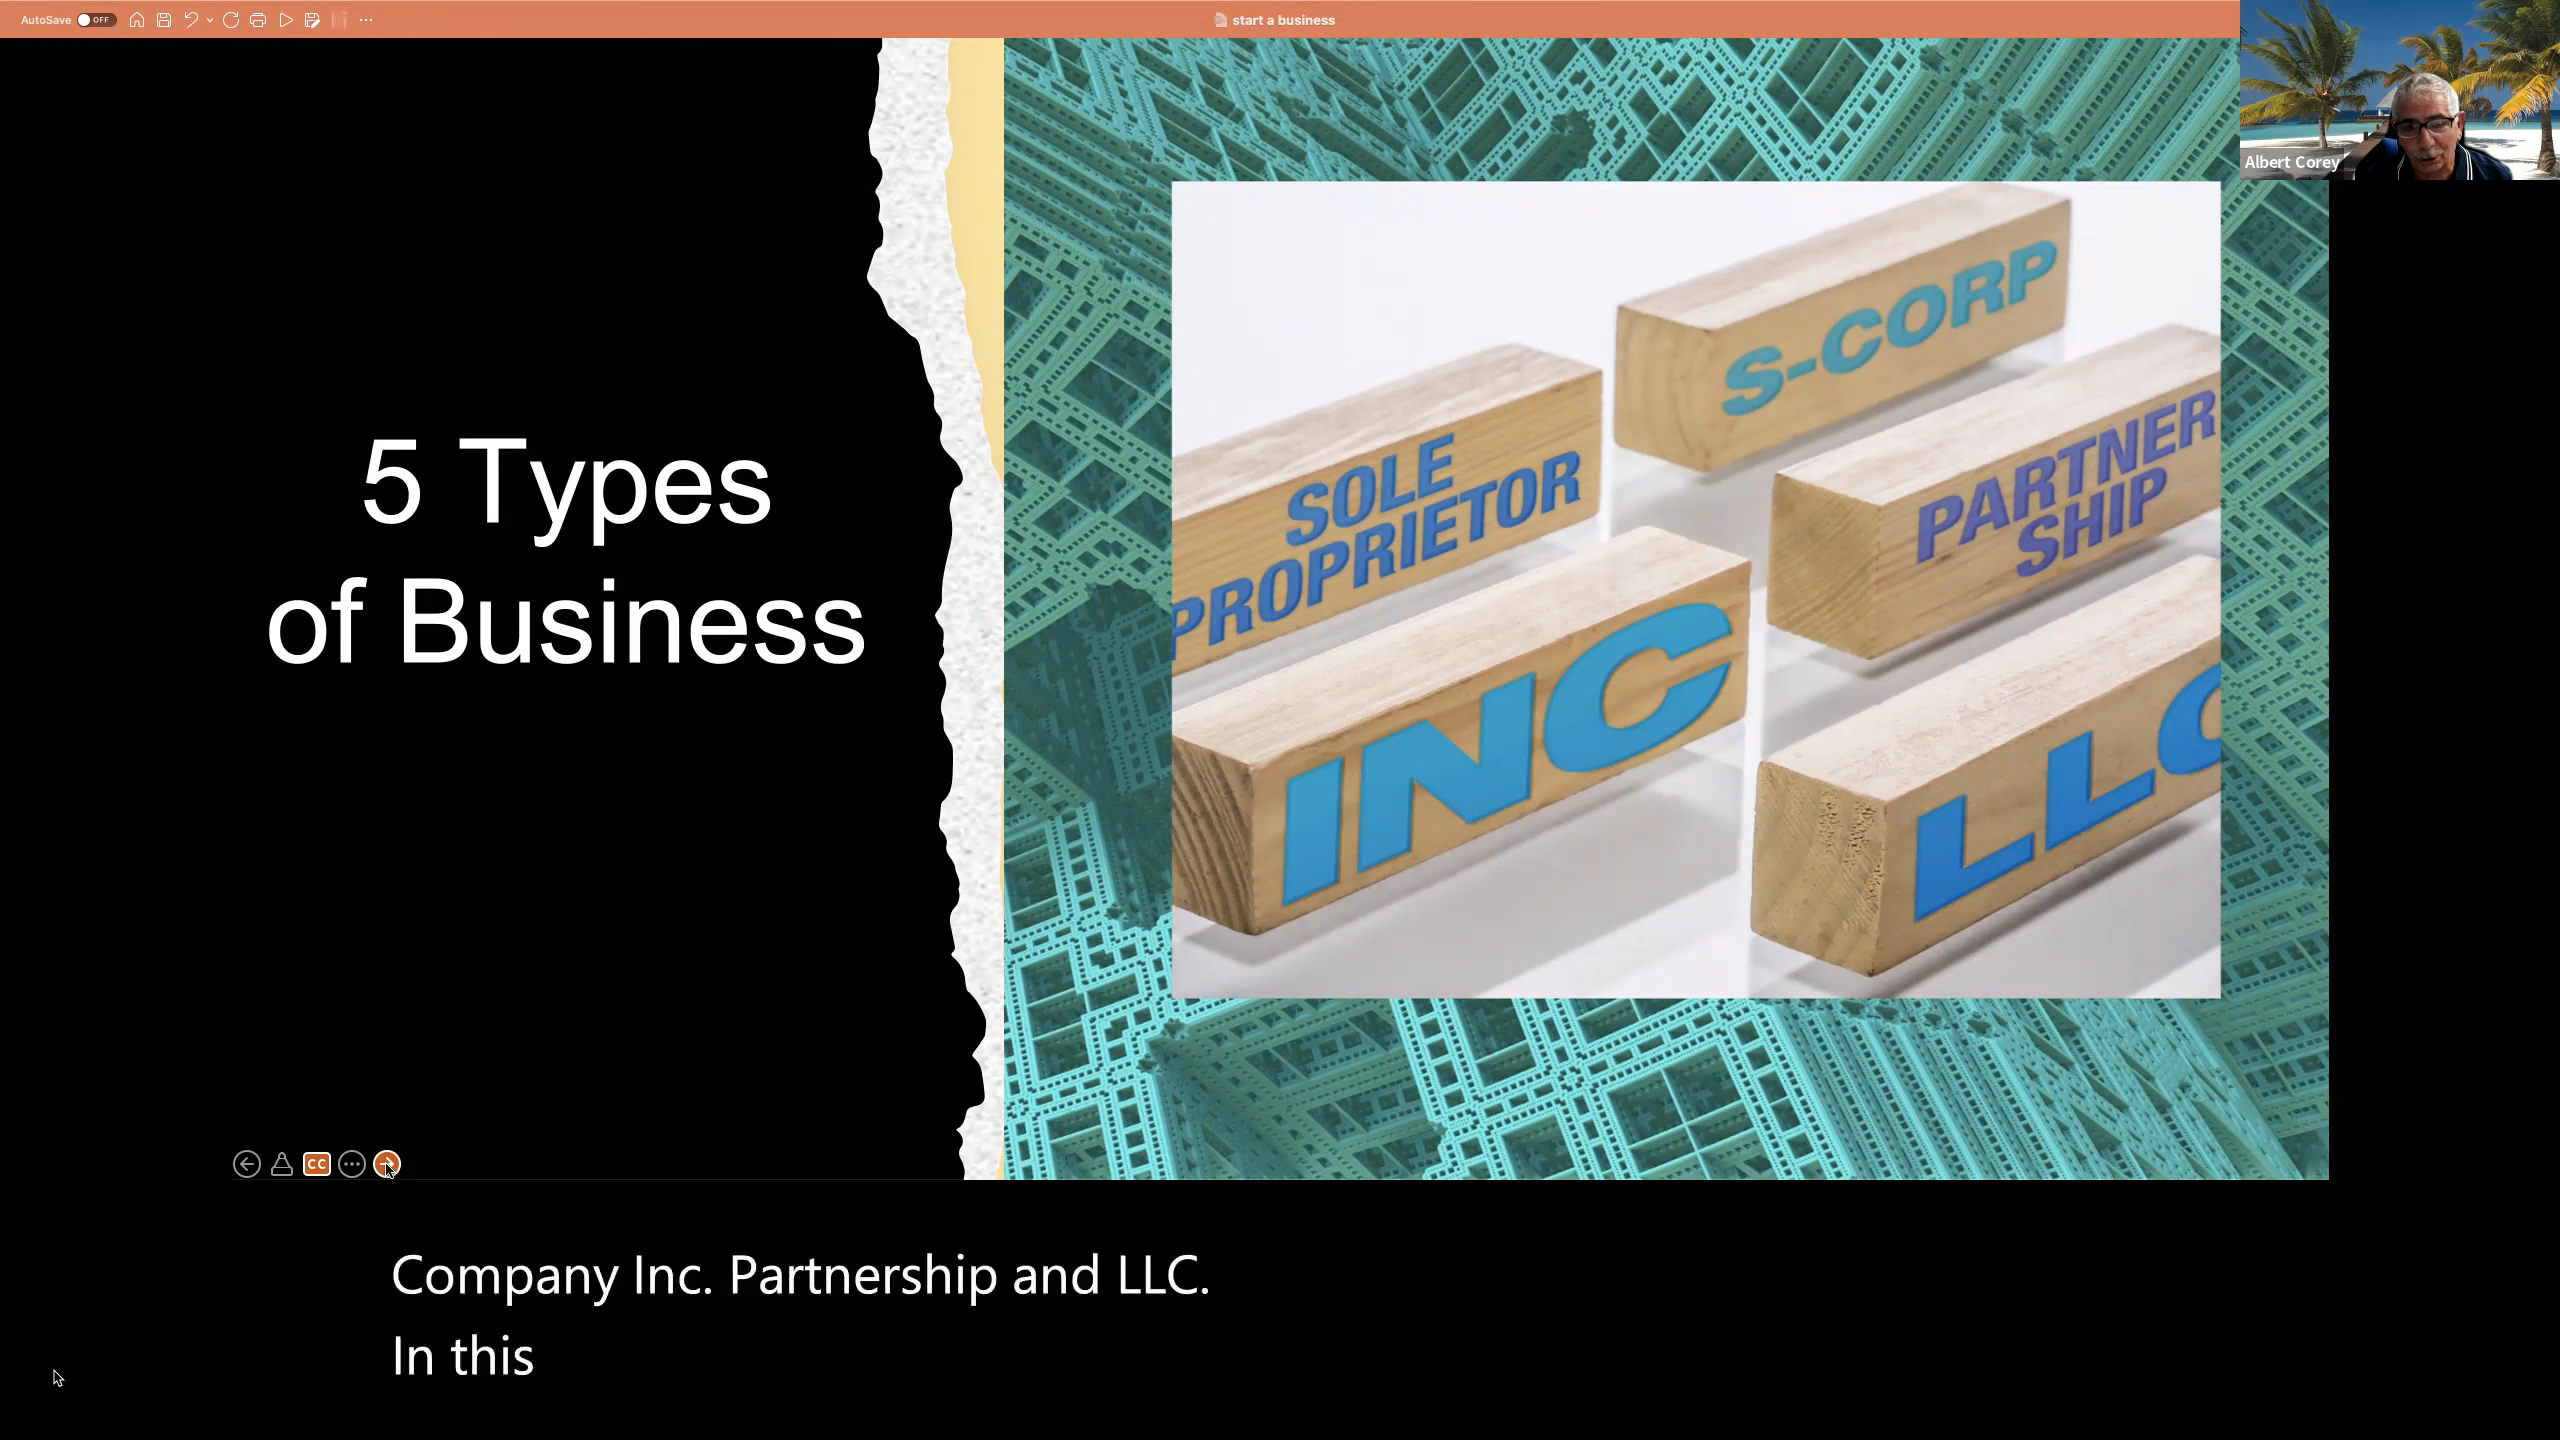 AutoSave OFF
start a business
Albert Corey
5 Types
of Business
S-CORP
SOLE
PROPRIETOR
PARTNER
SHIP
INC
LLC
CC
Company Inc. Partnership and LLC.
In this